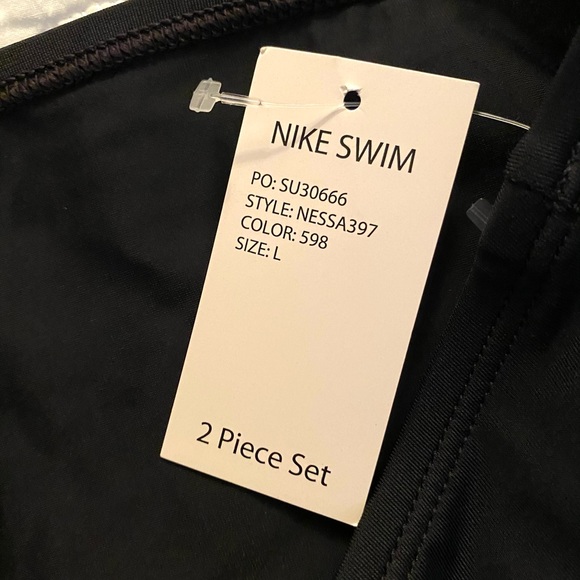 NIKE SWIM
PO: SU30666
STYLE: NESSA397
COLOR: 598
SIZE: L
2 Piece Set